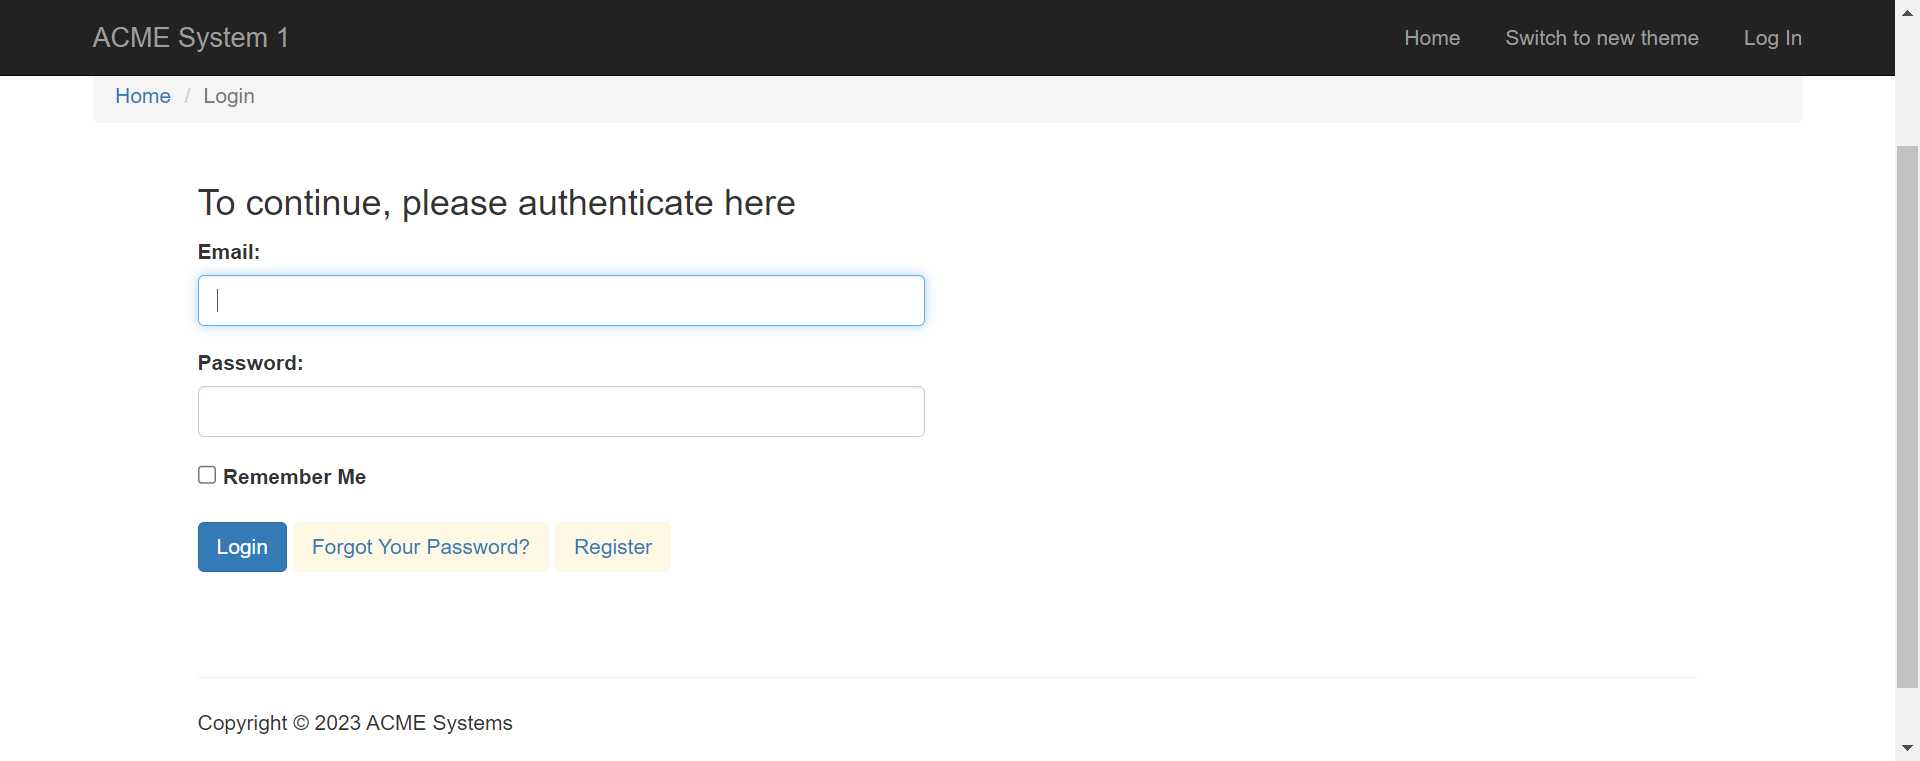 ACME System 1 Home Switch to new theme Log In
Home / Login
To continue, please authenticate here
Email:
Password:
Remember Me
Login Forgot Your Password? Register
Copyright © 2023 ACME Systems